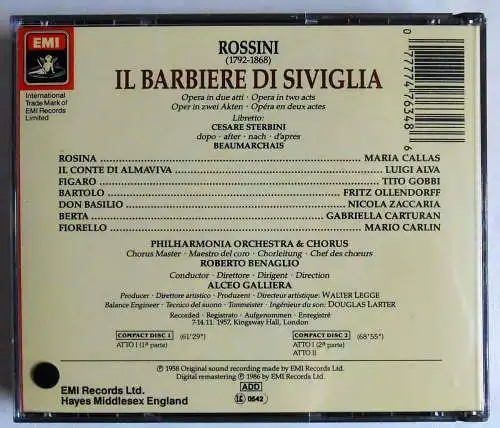 EMI
International
Trade Mark of
EMI Records
Limited
ROSSINI
(1792-1868)
IL BARBIERE DI SIVIGLIA
Opera in due atti · Opera in two acts
Oper in zwei Akten · Opéra en deux actes
Libretto:
CESARE STERBINI
dopo · after · nach · d'apres
BEAUMARCHAIS
ROSINA MARIA CALLAS
IL CONTE DI ALMAVIVA LUIGI ALVA
FIGARO TITO GOBBI
BARTOLO FRITZ OLLENDORFF
DON BASILIO NICOLA ZACCARIA
BERTA GABRIELLA CARTURAN
FIORELLO MARIO CARLIN
PHILHARMONIA ORCHESTRA & CHORUS
Chorus Master · Maestro del coro · Chorleitung · Chef des chœurs
ROBERTO BENAGLIO
Conductor · Direttore · Dirigent · Direction
ALCEO GALLIERA
Producer · Direttore artistico · Produzent · Directeur artistique: WALTER LEGGE
Balance Engineer · Tecnico del suono · Tonmeister · Ingénieur du son: DOUGLAS LARTER
Recorded · Registrato · Aufgenommen · Enregistré
7-14.11. 1957, Kingsway Hall, London
COMPACT DISC 1 (61'29")
ATTO I (1ª parte)
COMPACT DISC 2 (68'55")
ATTO I (2ª parte)
ATTO II
℗ 1958 Original sound recording made by EMI Records Ltd.
Digital remastering ℗ 1986 by EMI Records Ltd.
EMI Records Ltd.
Hayes Middlesex England
ADD
0542
0 77774 76348 6